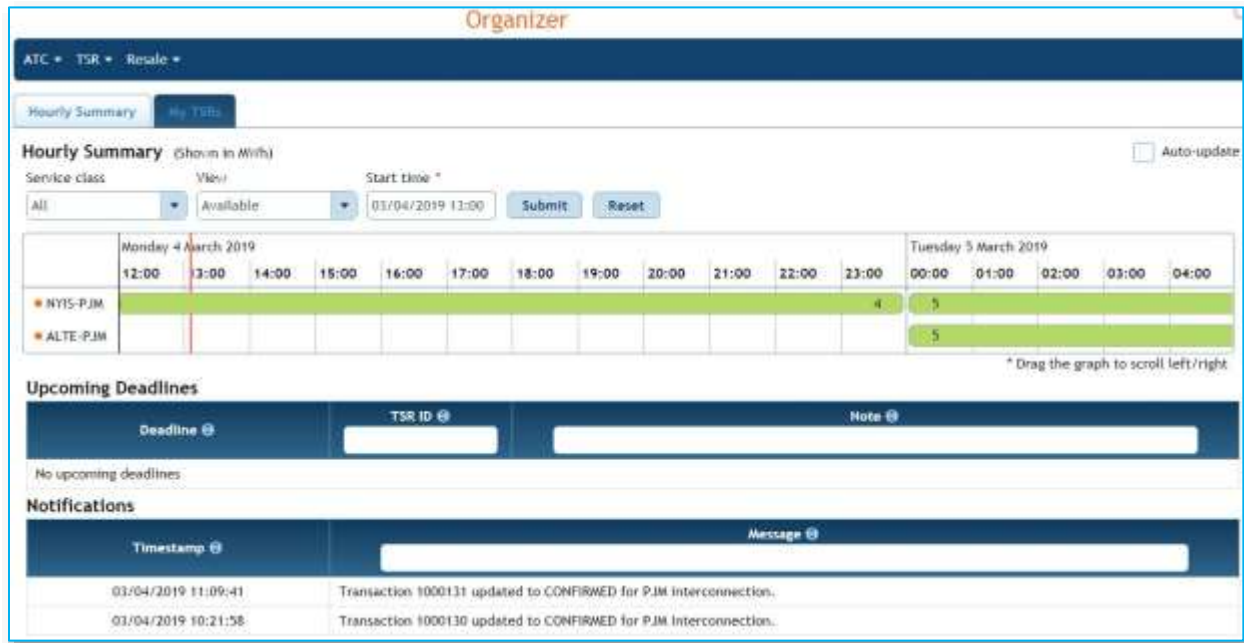 Organizer
ATC TSR Resale
Hourly Summary My TSRs
Hourly Summary (Shown in MWh) Auto-update
Service class View Start time *
All Available 03/04/2019 12:00 Submit Reset
Monday 4 March 2019 Tuesday 5 March 2019
12:00 13:00 14:00 15:00 16:00 17:00 18:00 19:00 20:00 21:00 22:00 23:00 00:00 01:00 02:00 03:00 04:00
NYIS-PJM 4 5
ALTE-PJM 5
* Drag the graph to scroll left/right
Upcoming Deadlines
Deadline TSR ID Note
No upcoming deadlines
Notifications
Timestamp Message
03/04/2019 11:09:41 Transaction 1000131 updated to CONFIRMED for PJM Interconnection.
03/04/2019 10:21:58 Transaction 1000130 updated to CONFIRMED for PJM Interconnection.